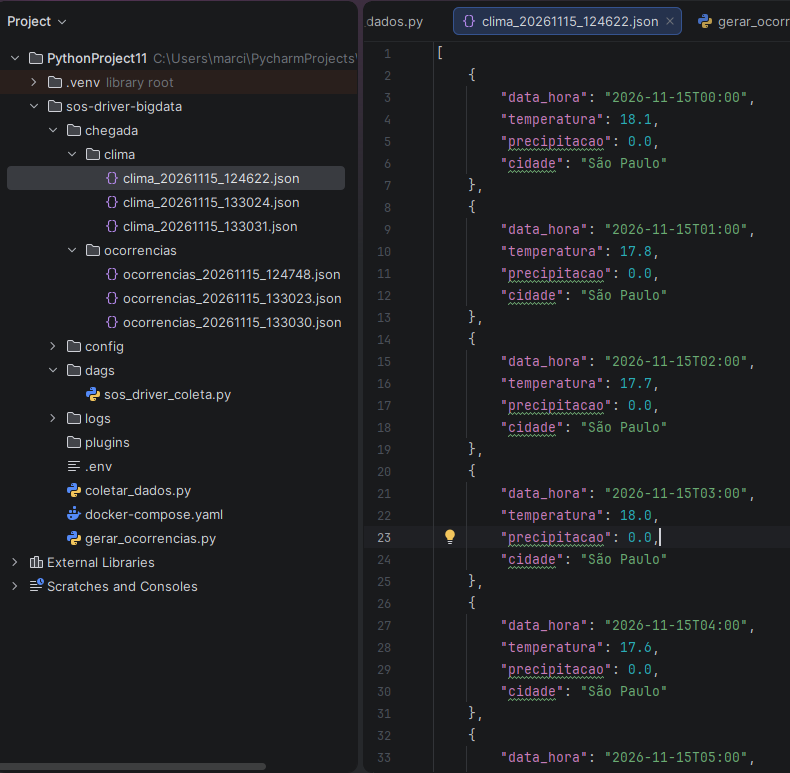 Project
PythonProject11 C:\Users\marci\PycharmProjects\
.venv library root
sos-driver-bigdata
chegada
clima
clima_20261115_124622.json
clima_20261115_133024.json
clima_20261115_133031.json
ocorrencias
ocorrencias_20261115_124748.json
ocorrencias_20261115_133023.json
ocorrencias_20261115_133030.json
config
dags
sos_driver_coleta.py
logs
plugins
.env
coletar_dados.py
docker-compose.yaml
gerar_ocorrencias.py
External Libraries
Scratches and Consoles
dados.py clima_20261115_124622.json gerar_ocorr
1 [
2 {
3 "data_hora": "2026-11-15T00:00",
4 "temperatura": 18.1,
5 "precipitacao": 0.0,
6 "cidade": "São Paulo"
7 },
8 {
9 "data_hora": "2026-11-15T01:00",
10 "temperatura": 17.8,
11 "precipitacao": 0.0,
12 "cidade": "São Paulo"
13 },
14 {
15 "data_hora": "2026-11-15T02:00",
16 "temperatura": 17.7,
17 "precipitacao": 0.0,
18 "cidade": "São Paulo"
19 },
20 {
21 "data_hora": "2026-11-15T03:00",
22 "temperatura": 18.0,
23 "precipitacao": 0.0,
24 "cidade": "São Paulo"
25 },
26 {
27 "data_hora": "2026-11-15T04:00",
28 "temperatura": 17.6,
29 "precipitacao": 0.0,
30 "cidade": "São Paulo"
31 },
32 {
33 "data_hora": "2026-11-15T05:00",